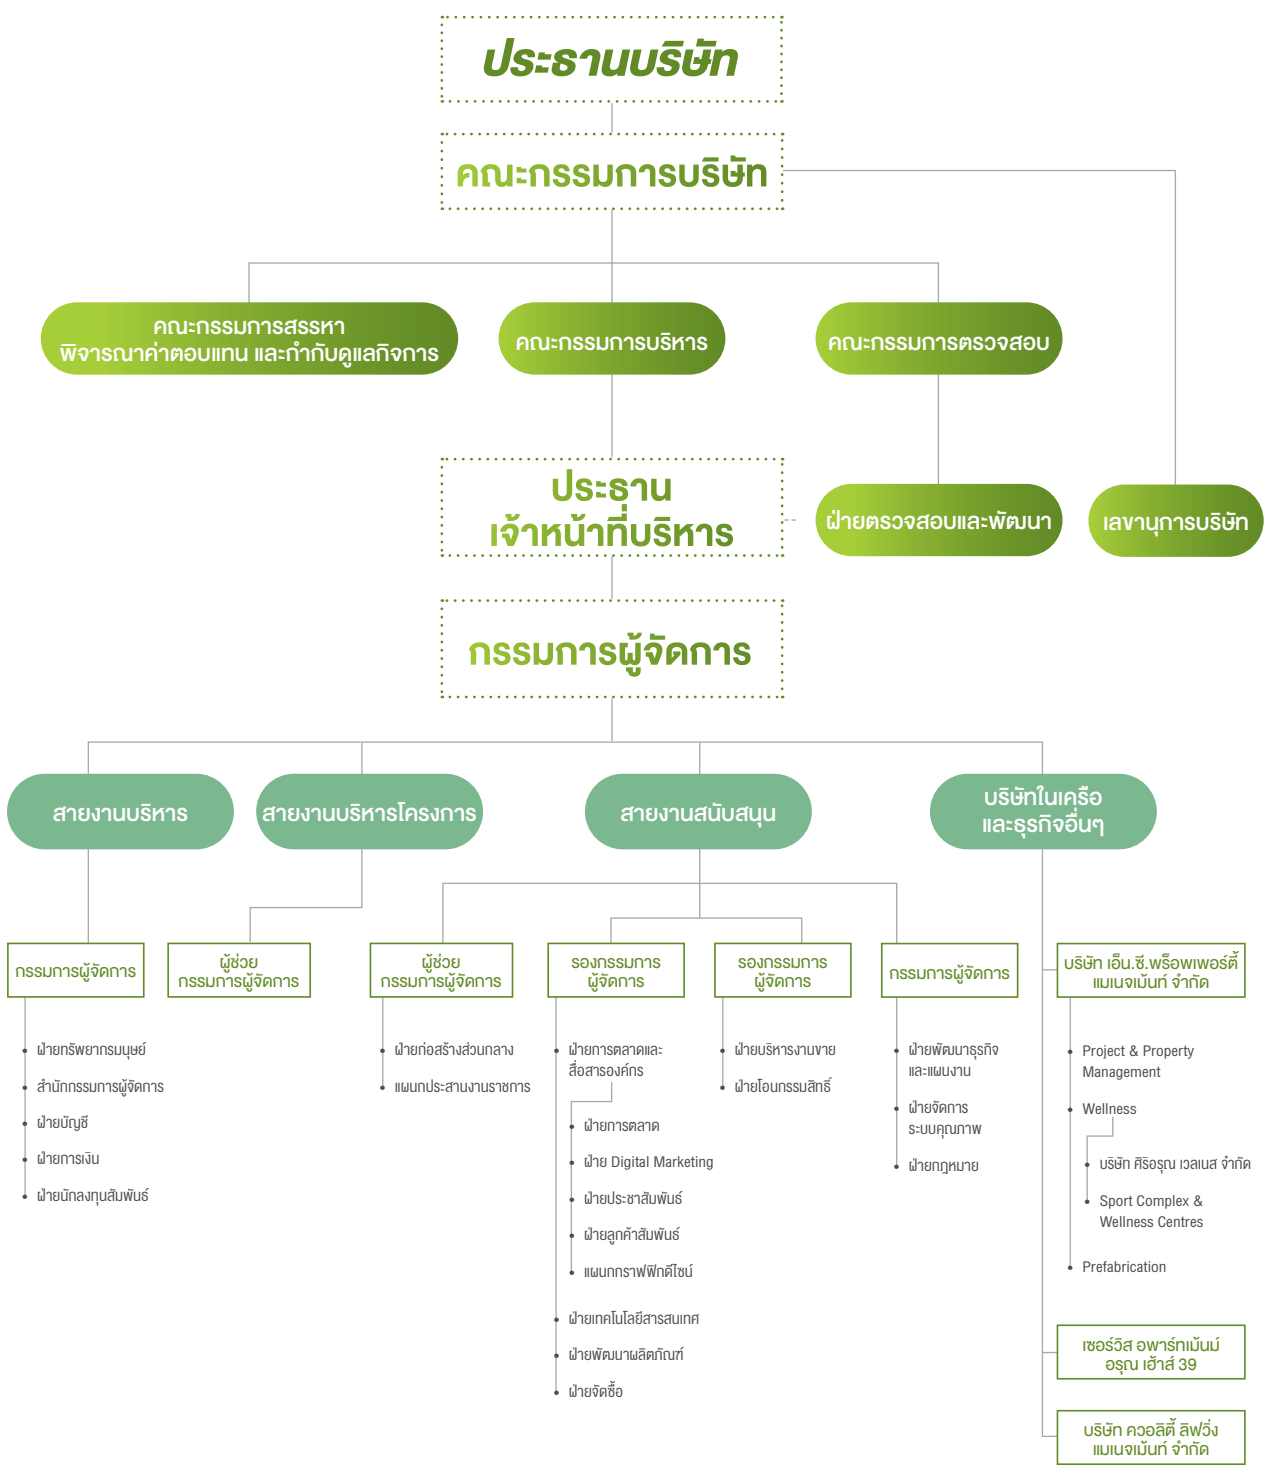 ประธานบริษัท
คณะกรรมการบริษัท
คณะกรรมการสรรหา
พิจารณาค่าตอบแทน และกำกับดูแลกิจการ
คณะกรรมการบริหาร
คณะกรรมการตรวจสอบ
ประธาน
เจ้าหน้าที่บริหาร
ฝ่ายตรวจสอบและพัฒนา
เลขานุการบริษัท
กรรมการผู้จัดการ
สายงานบริหาร
สายงานบริหารโครงการ
สายงานสนับสนุน
บริษัทในเครือ
และธุรกิจอื่นๆ
กรรมการผู้จัดการ
ผู้ช่วย
กรรมการผู้จัดการ
ผู้ช่วย
กรรมการผู้จัดการ
รองกรรมการ
ผู้จัดการ
รองกรรมการ
ผู้จัดการ
กรรมการผู้จัดการ
บริษัท เอ็น.ซี.พร็อพเพอร์ตี้
แมเนจเม้นท์ จำกัด
• ฝ่ายทรัพยากรมนุษย์
• สำนักกรรมการผู้จัดการ
• ฝ่ายบัญชี
• ฝ่ายการเงิน
• ฝ่ายนักลงทุนสัมพันธ์
• ฝ่ายก่อสร้างส่วนกลาง
• แผนกประสานงานราชการ
• ฝ่ายการตลาดและ
สื่อสารองค์กร
• ฝ่ายการตลาด
• ฝ่าย Digital Marketing
• ฝ่ายประชาสัมพันธ์
• ฝ่ายลูกค้าสัมพันธ์
• แผนกกราฟฟิกดีไซน์
• ฝ่ายเทคโนโลยีสารสนเทศ
• ฝ่ายพัฒนาผลิตภัณฑ์
• ฝ่ายจัดซื้อ
• ฝ่ายบริหารงานขาย
• ฝ่ายโอนกรรมสิทธิ์
• ฝ่ายพัฒนาธุรกิจ
และแผนงาน
• ฝ่ายจัดการ
ระบบคุณภาพ
• ฝ่ายกฎหมาย
• Project & Property
Management
• Wellness
• บริษัท ศิริอรุณ เวลเนส จำกัด
• Sport Complex &
Wellness Centres
• Prefabrication
เซอร์วิส อพาร์ทเม้นม์
อรุณ เฮ้าส์ 39
บริษัท ควอลิตี้ ลิฟวิ่ง
แมเนจเม้นท์ จำกัด